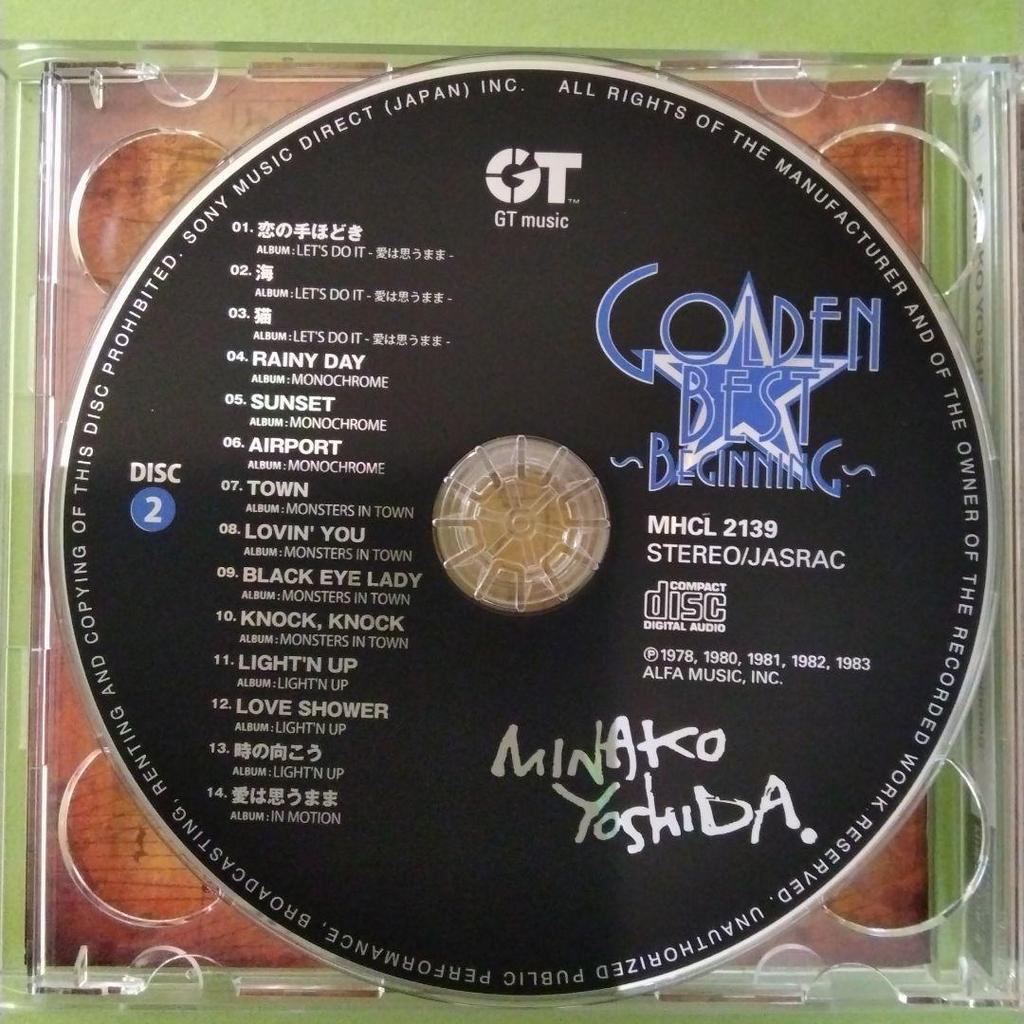 UNAUTHORIZED PUBLIC PERFORMANCE, BROADCASTING, RENTING AND COPYING OF THIS DISC PROHIBITED. SONY MUSIC DIRECT (JAPAN) INC. ALL RIGHTS OF THE MANUFACTURER AND OF THE OWNER OF THE RECORDED WORK RESERVED.
GT™
GT music
01. 恋の手ほどき
ALBUM : LET'S DO IT - 愛は思うまま -
02. 海
ALBUM : LET'S DO IT - 愛は思うまま -
03. 猫
ALBUM : LET'S DO IT - 愛は思うまま -
04. RAINY DAY
ALBUM : MONOCHROME
05. SUNSET
ALBUM : MONOCHROME
06. AIRPORT
ALBUM : MONOCHROME
07. TOWN
ALBUM : MONSTERS IN TOWN
08. LOVIN' YOU
ALBUM : MONSTERS IN TOWN
09. BLACK EYE LADY
ALBUM : MONSTERS IN TOWN
10. KNOCK, KNOCK
ALBUM : MONSTERS IN TOWN
11. LIGHT'N UP
ALBUM : LIGHT'N UP
12. LOVE SHOWER
ALBUM : LIGHT'N UP
13. 時の向こう
ALBUM : LIGHT'N UP
14. 愛は思うまま
ALBUM : IN MOTION
DISC
2
GOLDEN
BEST
~BEGINNING~
MHCL 2139
STEREO/JASRAC
COMPACT
disc
DIGITAL AUDIO
℗1978, 1980, 1981, 1982, 1983
ALFA MUSIC, INC.
MINAKO
YOSHIDA.